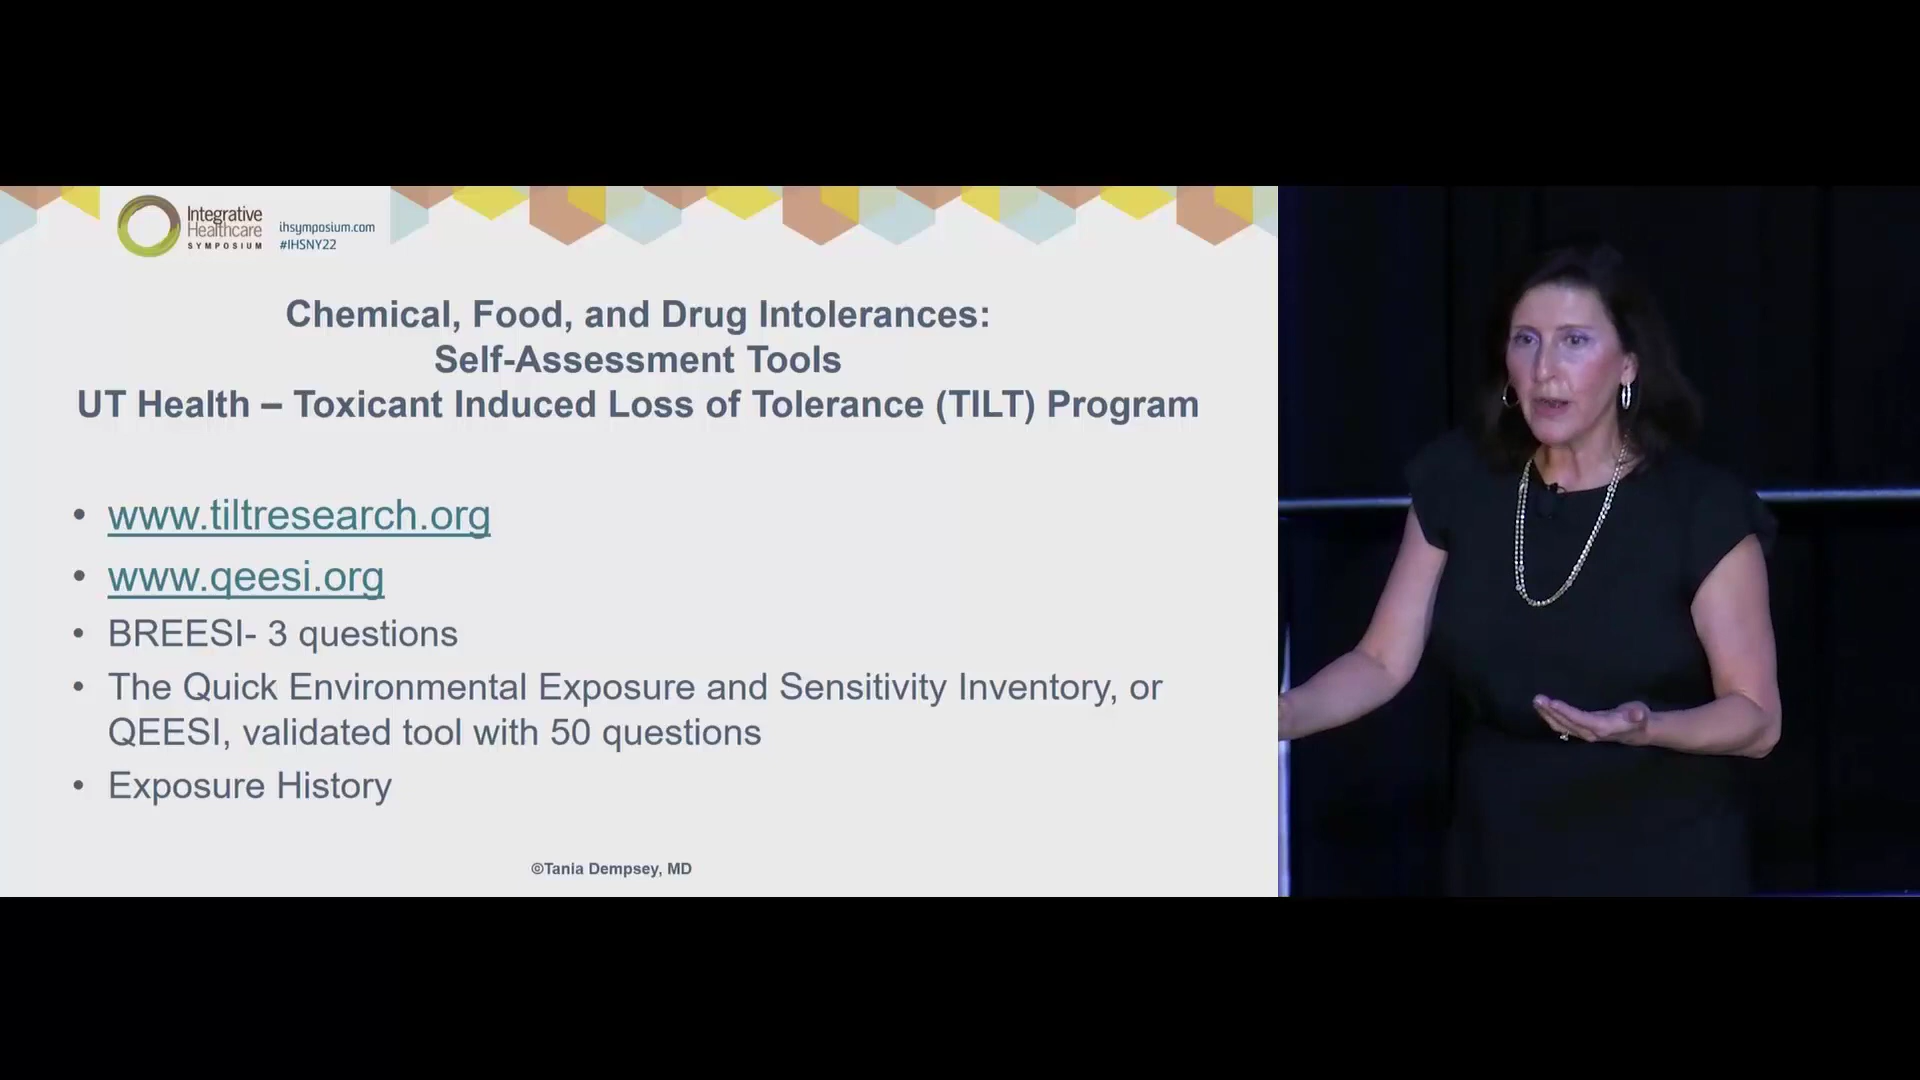 Integrative
Healthcare
SYMPOSIUM
ihsymposium.com
#IHSNY22
Chemical, Food, and Drug Intolerances:
Self-Assessment Tools
UT Health – Toxicant Induced Loss of Tolerance (TILT) Program
• www.tiltresearch.org
• www.qeesi.org
• BREESI- 3 questions
• The Quick Environmental Exposure and Sensitivity Inventory, or
QEESI, validated tool with 50 questions
• Exposure History
©Tania Dempsey, MD